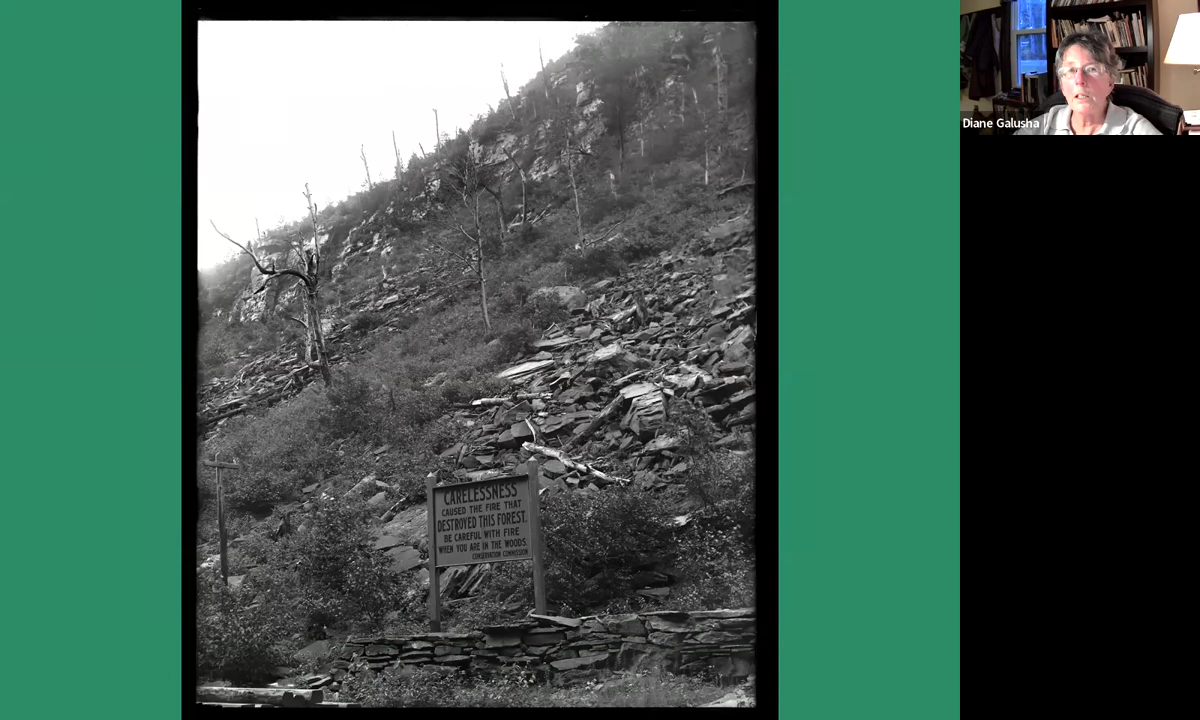 CARELESSNESS
CAUSED THE FIRE THAT
DESTROYED THIS FOREST.
BE CAREFUL WITH FIRE
WHEN YOU ARE IN THE WOODS.
CONSERVATION COMMISSION
Diane Galusha